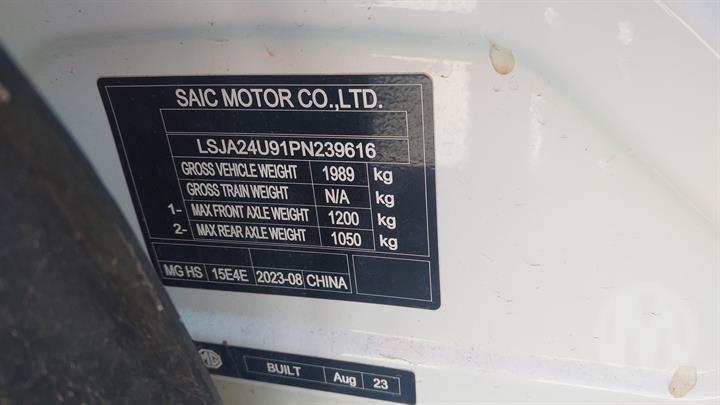 SAIC MOTOR CO.,LTD.
LSJA24U91PN239616
GROSS VEHICLE WEIGHT 1989 kg
GROSS TRAIN WEIGHT N/A kg
1- MAX FRONT AXLE WEIGHT 1200 kg
2- MAX REAR AXLE WEIGHT 1050 kg
MG HS 15E4E 2023-08 CHINA
MG BUILT Aug 23
M